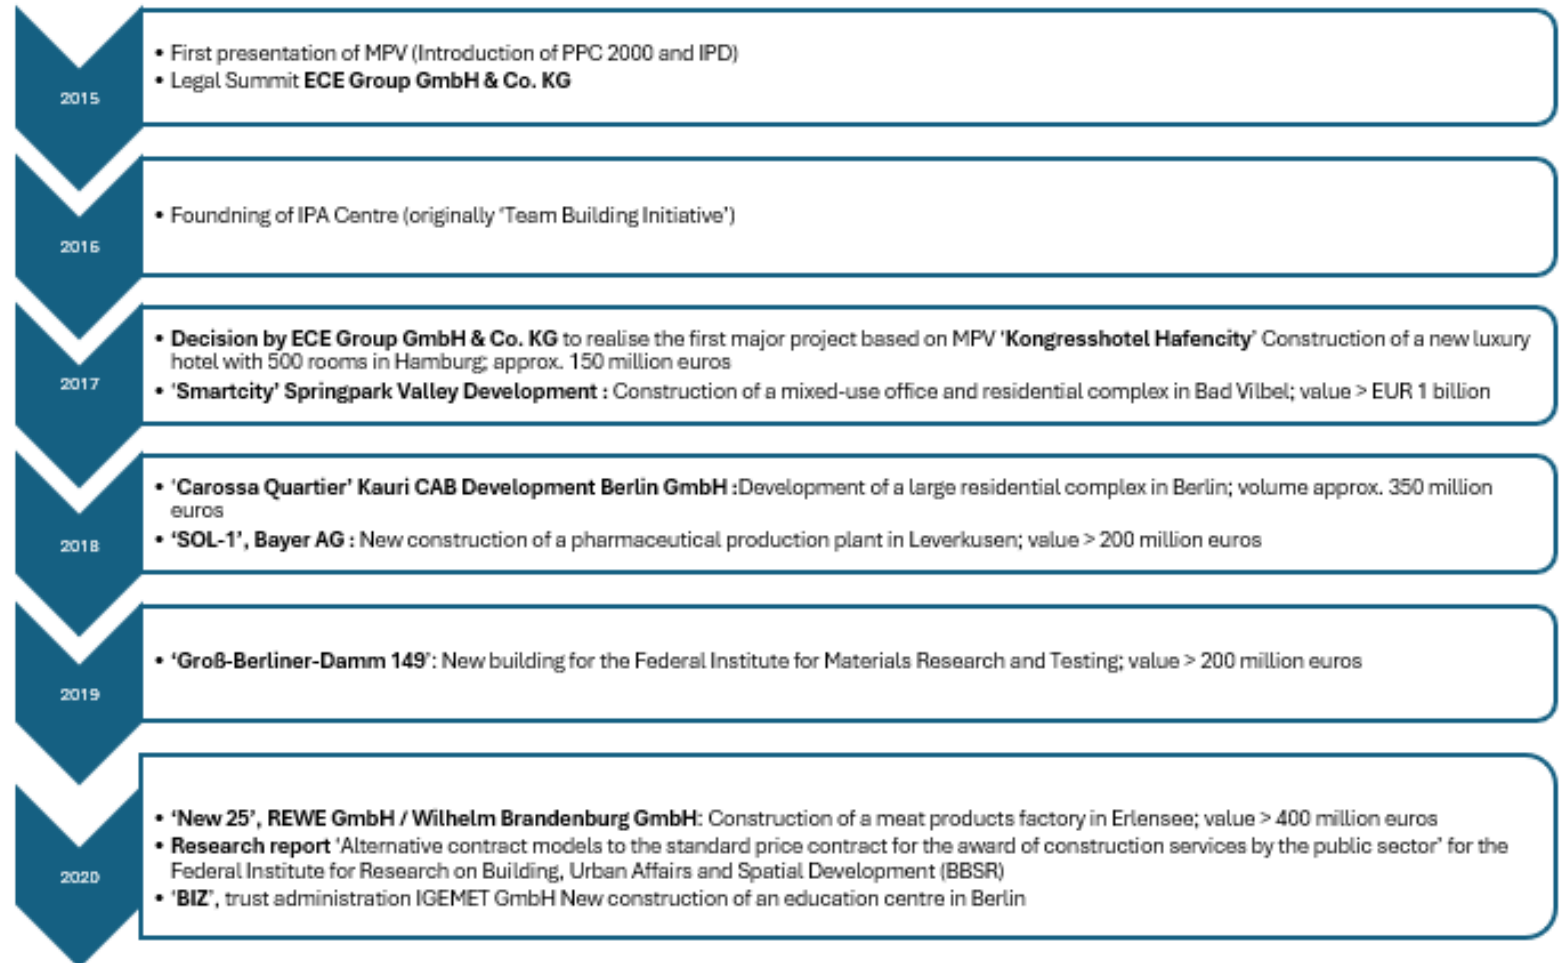 2015
• First presentation of MPV (Introduction of PPC 2000 and IPD)
• Legal Summit ECE Group GmbH & Co. KG
2016
• Foundning of IPA Centre (originally 'Team Building Initiative')
2017
• Decision by ECE Group GmbH & Co. KG to realise the first major project based on MPV 'Kongresshotel Hafencity' Construction of a new luxury
hotel with 500 rooms in Hamburg; approx. 150 million euros
• 'Smartcity' Springpark Valley Development : Construction of a mixed-use office and residential complex in Bad Vilbel; value > EUR 1 billion
2018
• 'Carossa Quartier' Kauri CAB Development Berlin GmbH :Development of a large residential complex in Berlin; volume approx. 350 million
euros
• 'SOL-1', Bayer AG : New construction of a pharmaceutical production plant in Leverkusen; value > 200 million euros
2019
• 'Groß-Berliner-Damm 149': New building for the Federal Institute for Materials Research and Testing; value > 200 million euros
2020
• 'New 25', REWE GmbH / Wilhelm Brandenburg GmbH: Construction of a meat products factory in Erlensee; value > 400 million euros
• Research report 'Alternative contract models to the standard price contract for the award of construction services by the public sector' for the
Federal Institute for Research on Building, Urban Affairs and Spatial Development (BBSR)
• 'BIZ', trust administration IGEMET GmbH New construction of an education centre in Berlin